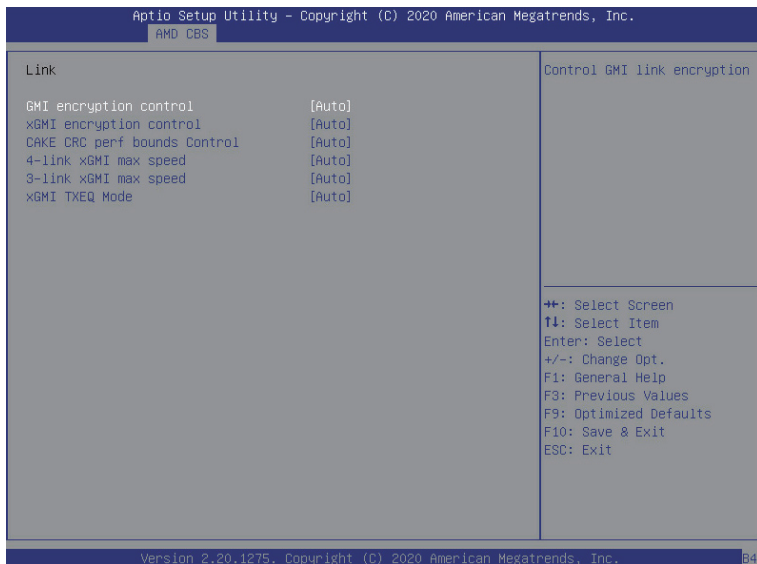 Aptio Setup Utility – Copyright (C) 2020 American Megatrends, Inc.
AMD CBS
Link
Control GMI link encryption
GMI encryption control [Auto]
xGMI encryption control [Auto]
CAKE CRC perf bounds Control [Auto]
4-link xGMI max speed [Auto]
3-link xGMI max speed [Auto]
xGMI TXEQ Mode [Auto]
→←: Select Screen
↑↓: Select Item
Enter: Select
+/-: Change Opt.
F1: General Help
F3: Previous Values
F9: Optimized Defaults
F10: Save & Exit
ESC: Exit
Version 2.20.1275. Copyright (C) 2020 American Megatrends, Inc.
B4